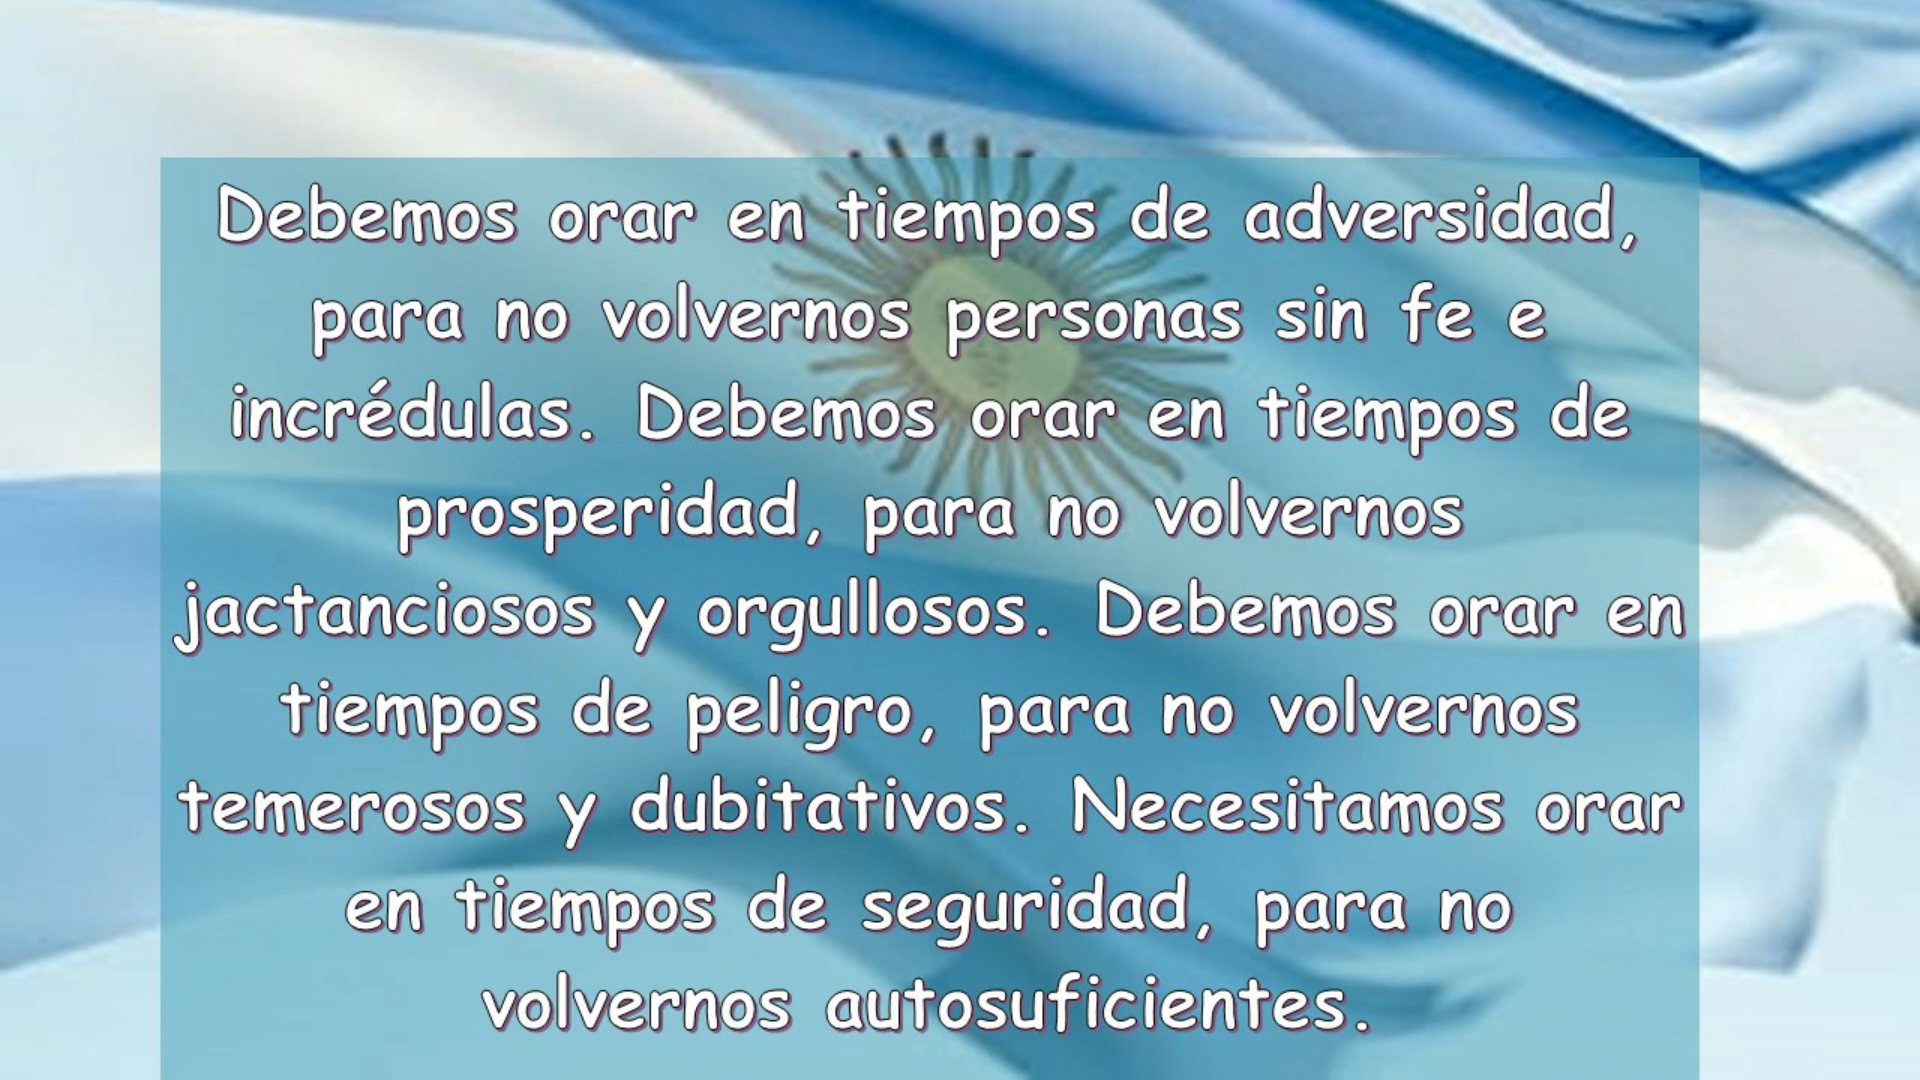 Debemos orar en tiempos de adversidad,
para no volvernos personas sin fe e
incrédulas. Debemos orar en tiempos de
prosperidad, para no volvernos
jactanciosos y orgullosos. Debemos orar en
tiempos de peligro, para no volvernos
temerosos y dubitativos. Necesitamos orar
en tiempos de seguridad, para no
volvernos autosuficientes.